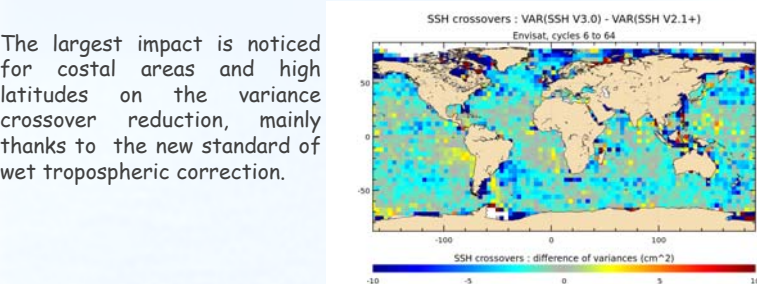 The largest impact is noticed
for costal areas and high
latitudes on the variance
crossover reduction, mainly
thanks to the new standard of
wet tropospheric correction.
SSH crossovers : VAR(SSH V3.0) - VAR(SSH V2.1+)
Envisat, cycles 6 to 64
50
0
-50
-100 0 100
SSH crossovers : difference of variances (cm^2)
-10 -5 0 5 10